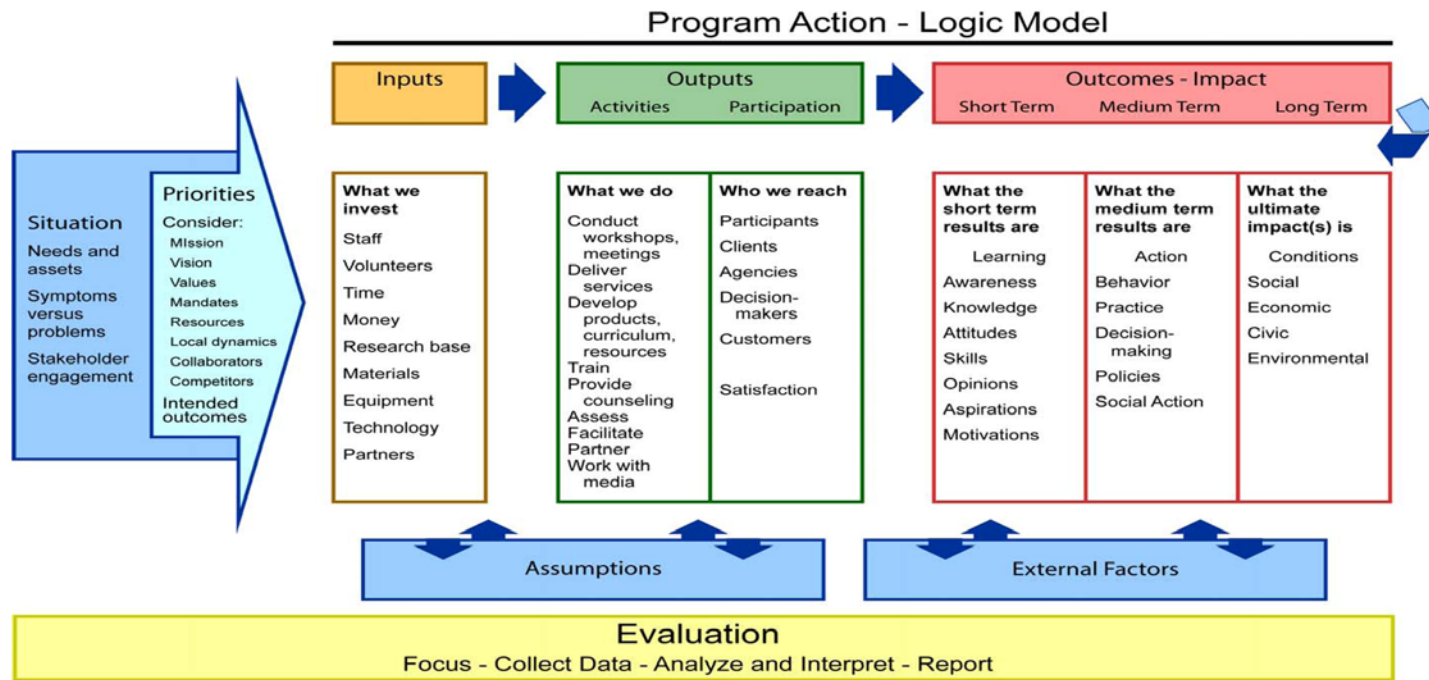 Program Action - Logic Model
Inputs
Outputs
Activities Participation
Outcomes - Impact
Short Term Medium Term Long Term
Situation
Needs and
assets
Symptoms
versus
problems
Stakeholder
engagement
Priorities
Consider:
MIssion
Vision
Values
Mandates
Resources
Local dynamics
Collaborators
Competitors
Intended
outcomes
What we
invest
Staff
Volunteers
Time
Money
Research base
Materials
Equipment
Technology
Partners
What we do
Conduct
workshops,
meetings
Deliver
services
Develop
products,
curriculum,
resources
Train
Provide
counseling
Assess
Facilitate
Partner
Work with
media
Who we reach
Participants
Clients
Agencies
Decision-
makers
Customers
Satisfaction
What the
short term
results are
Learning
Awareness
Knowledge
Attitudes
Skills
Opinions
Aspirations
Motivations
What the
medium term
results are
Action
Behavior
Practice
Decision-
making
Policies
Social Action
What the
ultimate
impact(s) is
Conditions
Social
Economic
Civic
Environmental
Assumptions
External Factors
Evaluation
Focus - Collect Data - Analyze and Interpret - Report